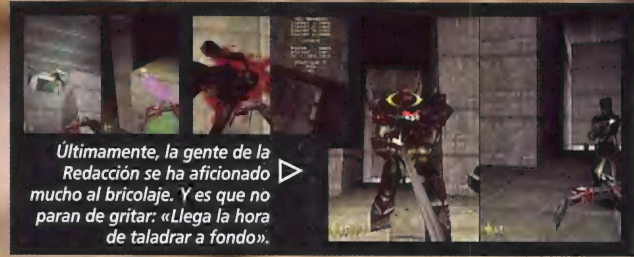 Últimamente, la gente de la
Redacción se ha aficionado
mucho al bricolaje. Y es que no
paran de gritar: «Llega la hora
de taladrar a fondo».